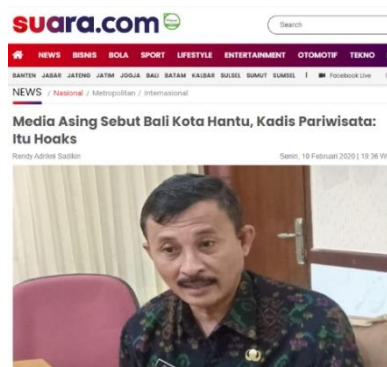 suara.com
Search
NEWS BISNIS BOLA SPORT LIFESTYLE ENTERTAINMENT OTOMOTIF TEKNO
BANTEN JABAR JATENG JATIM JOGJA BALI BATAM KALBAR SULSEL SUMUT SUMSEL | Facebook Live
NEWS / Nasional / Metropolitan / Internasional
Media Asing Sebut Bali Kota Hantu, Kadis Pariwisata:
Itu Hoaks
Rendy Adrikni Sadikin Senin, 10 Februari 2020 | 19:36 W